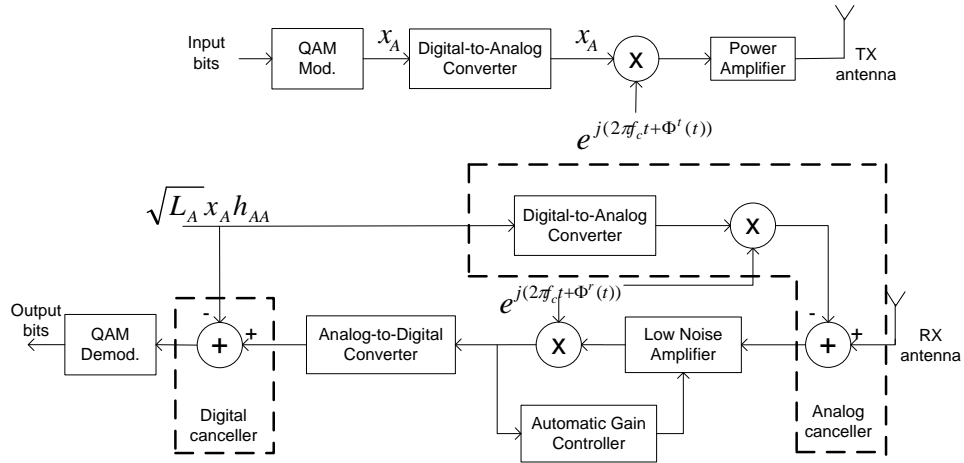 Input
bits
QAM
Mod.
x_A
Digital-to-Analog
Converter
x_A
X
Power
Amplifier
TX
antenna
e^{j(2πf_c t+Φ^t(t))}
√L_A x_A h_AA
Digital-to-Analog
Converter
X
e^{j(2πf_c t+Φ^r(t))}
Output
bits
QAM
Demod.
-
+
+
Analog-to-Digital
Converter
X
Low Noise
Amplifier
-
+
+
RX
antenna
Digital
canceller
Automatic Gain
Controller
Analog
canceller